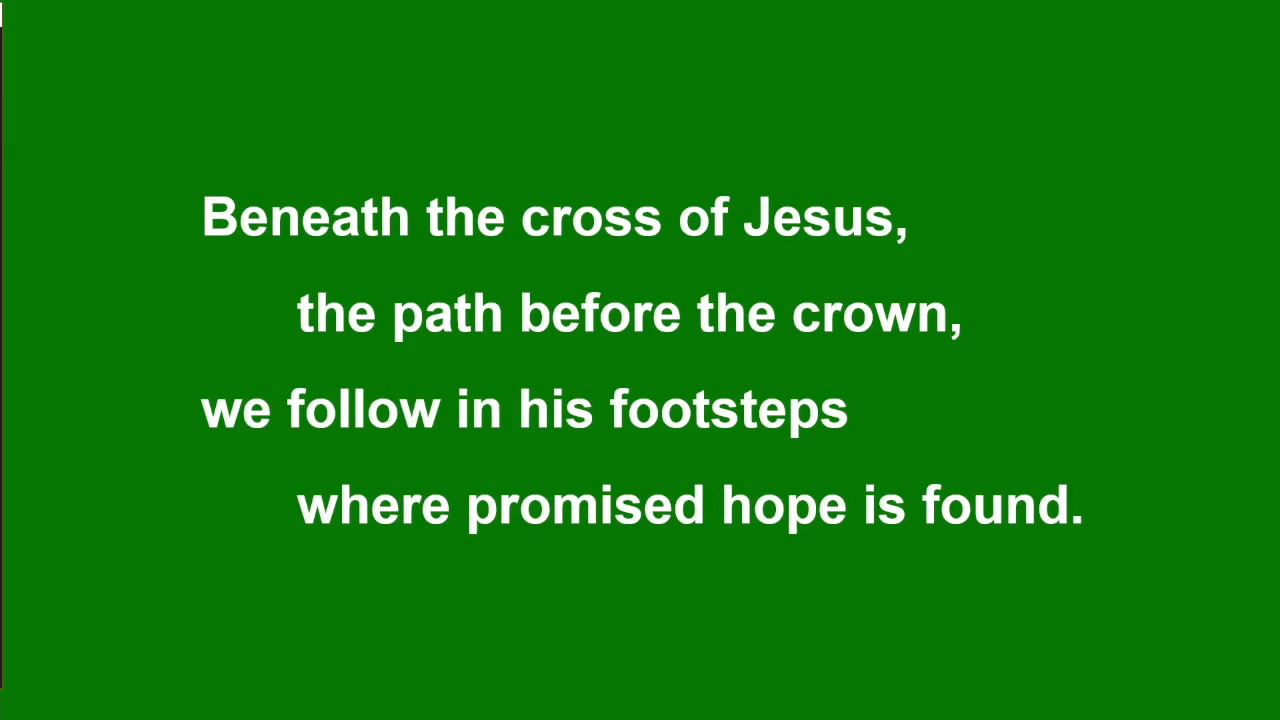 Beneath the cross of Jesus,
the path before the crown,
we follow in his footsteps
where promised hope is found.